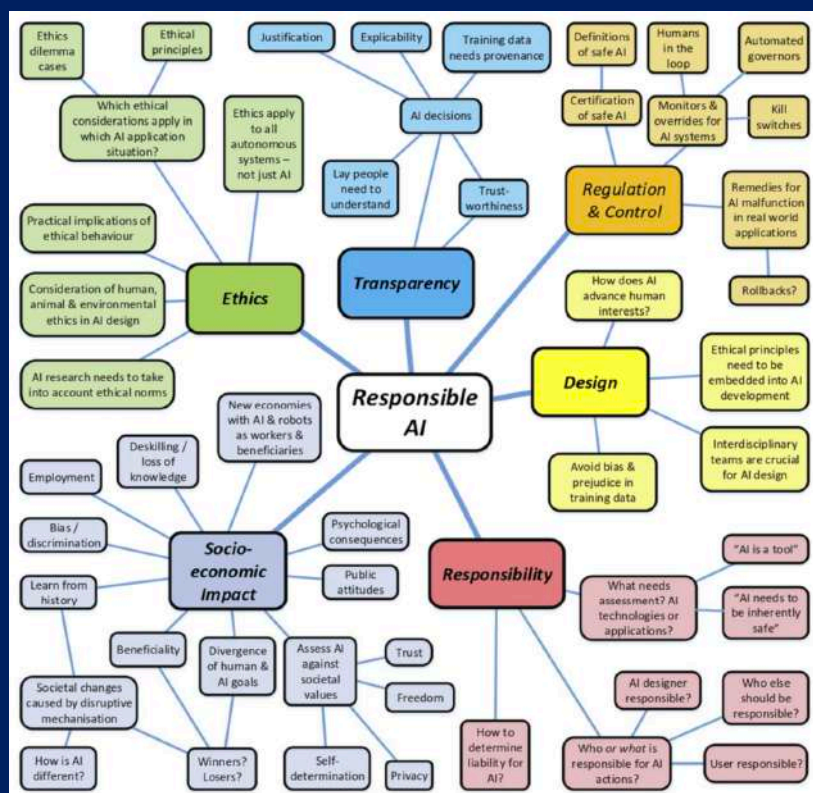 Ethics
dilemma
cases
Ethical
principles
Which ethical
considerations apply in
which AI application
situation?
Ethics apply
to all
autonomous
systems –
not just AI
Practical implications of
ethical behaviour
Consideration of human,
animal & environmental
ethics in AI design
AI research needs to take
into account ethical norms
Ethics
Justification
Explicability
Training data
needs provenance
AI decisions
Lay people
need to
understand
Trust-
worthiness
Transparency
Definitions
of safe AI
Humans
in the
loop
Automated
governors
Certification
of safe AI
Monitors &
overrides for
AI systems
Kill
switches
Regulation
& Control
Remedies for
AI malfunction
in real world
applications
Rollbacks?
Responsible
AI
How does AI
advance human
interests?
Design
Ethical principles
need to be
embedded into AI
development
Interdisciplinary
teams are crucial
for AI design
Avoid bias &
prejudice in
training data
New economies
with AI & robots
as workers &
beneficiaries
Deskilling /
loss of
knowledge
Employment
Bias /
discrimination
Learn from
history
Socio-
economic
Impact
Psychological
consequences
Public
attitudes
Beneficiality
Divergence
of human &
AI goals
Assess AI
against
societal
values
Trust
Freedom
Societal changes
caused by disruptive
mechanisation
How is AI
different?
Winners?
Losers?
Self-
determination
Privacy
Responsibility
What needs
assessment? AI
technologies or
applications?
“AI is a tool”
“AI needs to
be inherently
safe”
How to
determine
liability for
AI?
AI designer
responsible?
Who else
should be
responsible?
Who or what is
responsible for AI
actions?
User responsible?